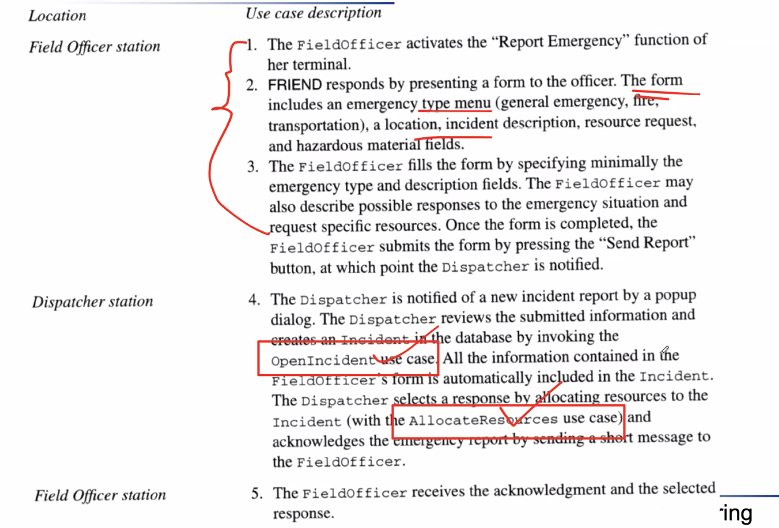 Location Use case description
Field Officer station 1. The FieldOfficer activates the “Report Emergency” function of
her terminal.
2. FRIEND responds by presenting a form to the officer. The form
includes an emergency type menu (general emergency, fire,
transportation), a location, incident description, resource request,
and hazardous material fields.
3. The FieldOfficer fills the form by specifying minimally the
emergency type and description fields. The FieldOfficer may
also describe possible responses to the emergency situation and
request specific resources. Once the form is completed, the
FieldOfficer submits the form by pressing the “Send Report”
button, at which point the Dispatcher is notified.
Dispatcher station 4. The Dispatcher is notified of a new incident report by a popup
dialog. The Dispatcher reviews the submitted information and
creates an Incident in the database by invoking the
OpenIncident use case. All the information contained in the
FieldOfficer’s form is automatically included in the Incident.
The Dispatcher selects a response by allocating resources to the
Incident (with the AllocateResources use case) and
acknowledges the emergency report by sending a short message to
the FieldOfficer.
Field Officer station 5. The FieldOfficer receives the acknowledgment and the selected
response.
ring